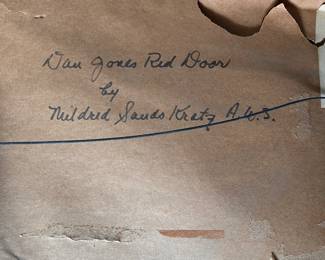 Dan Jones Red Door
by
Mildred Sands Kratz A.W.S.